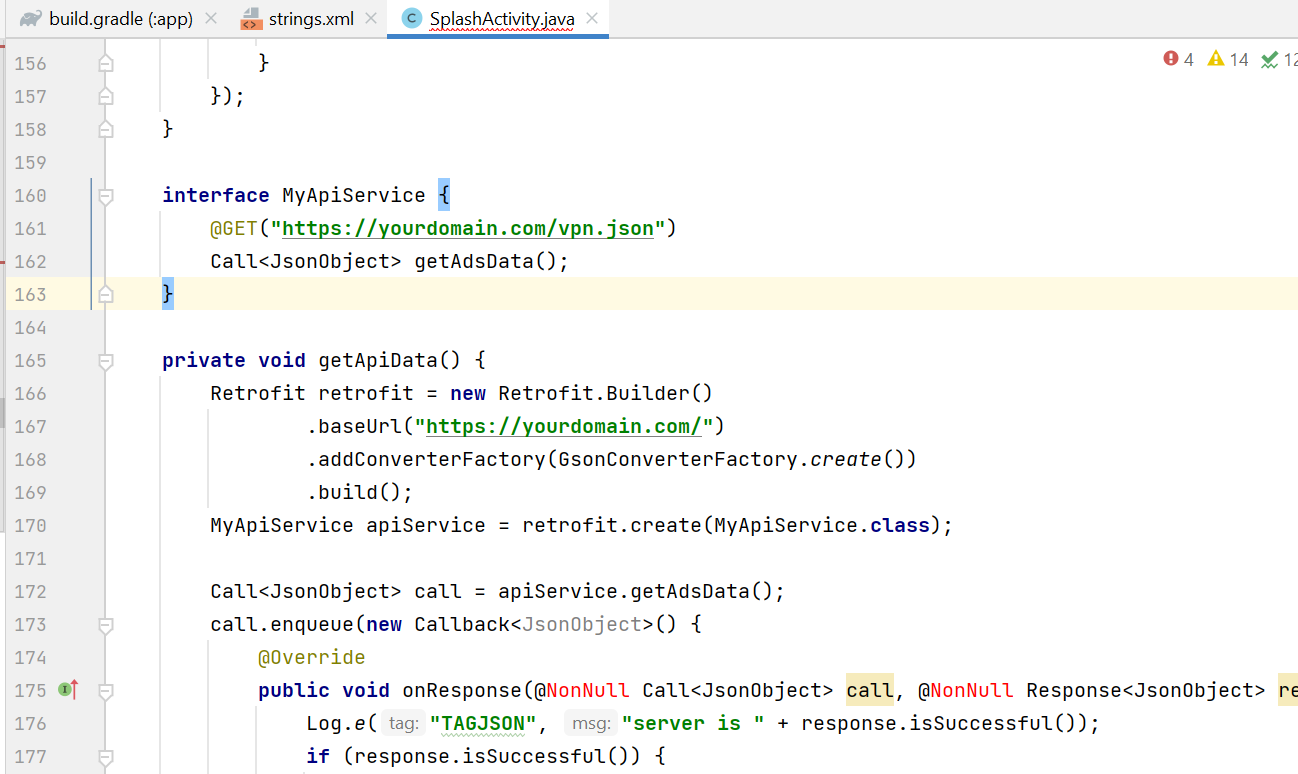 build.gradle (:app)
strings.xml
SplashActivity.java
4 14 12
156 }
157 });
158 }
159
160 interface MyApiService {
161 @GET("https://yourdomain.com/vpn.json")
162 Call<JsonObject> getAdsData();
163 }
164
165 private void getApiData() {
166 Retrofit retrofit = new Retrofit.Builder()
167 .baseUrl("https://yourdomain.com/")
168 .addConverterFactory(GsonConverterFactory.create())
169 .build();
170 MyApiService apiService = retrofit.create(MyApiService.class);
171
172 Call<JsonObject> call = apiService.getAdsData();
173 call.enqueue(new Callback<JsonObject>() {
174 @Override
175 public void onResponse(@NonNull Call<JsonObject> call, @NonNull Response<JsonObject> re
176 Log.e( tag: "TAGJSON", msg: "server is " + response.isSuccessful());
177 if (response.isSuccessful()) {